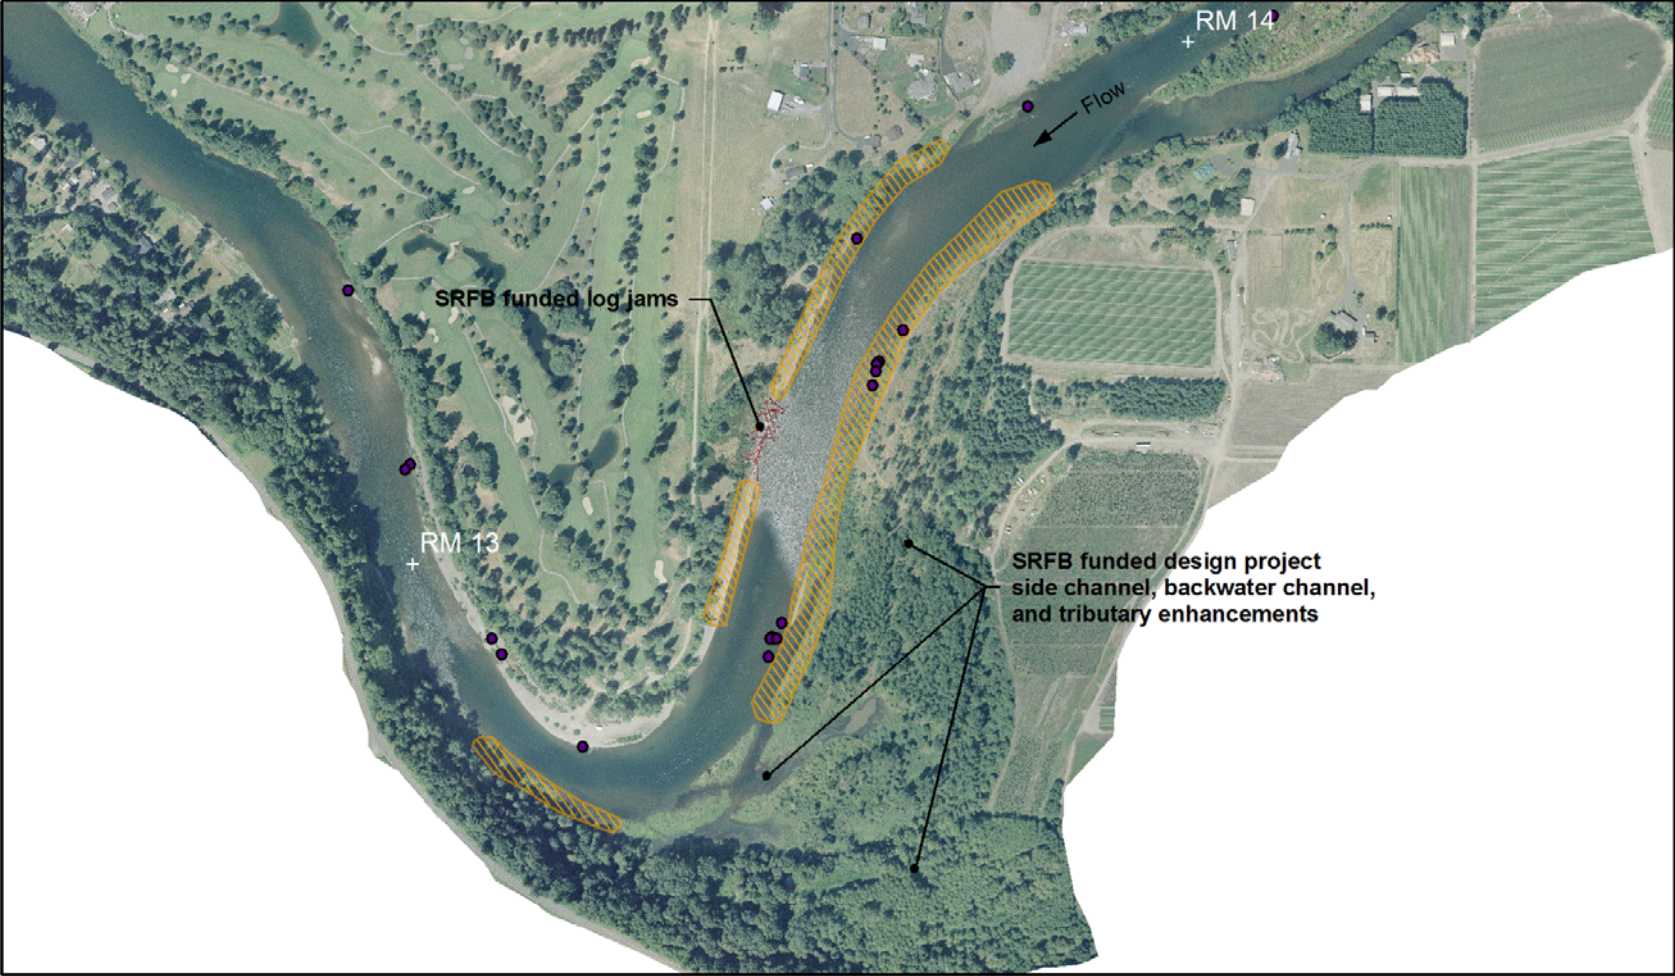 RM 14
Flow
SRFB funded log jams
RM 13
SRFB funded design project
side channel, backwater channel,
and tributary enhancements